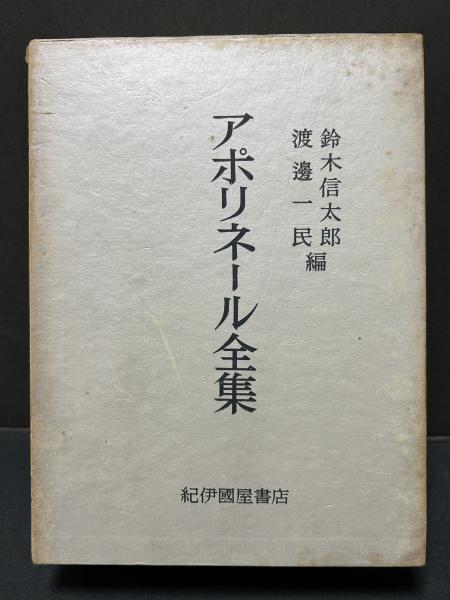 鈴木信太郎
渡邊一民編
アポリネール全集
紀伊國屋書店